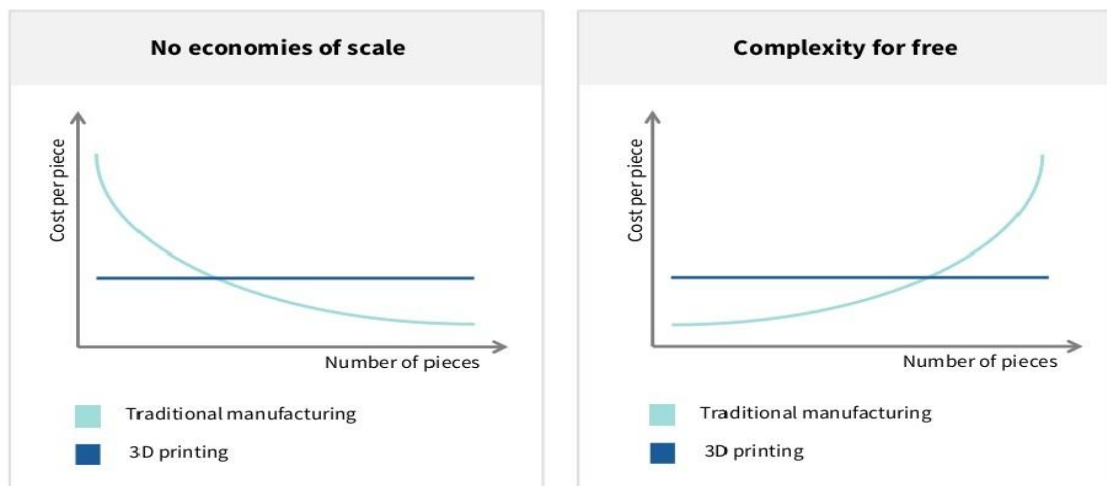 No economies of scale
Cost per piece
Number of pieces
Traditional manufacturing
3D printing
Complexity for free
Cost per piece
Number of pieces
Traditional manufacturing
3D printing